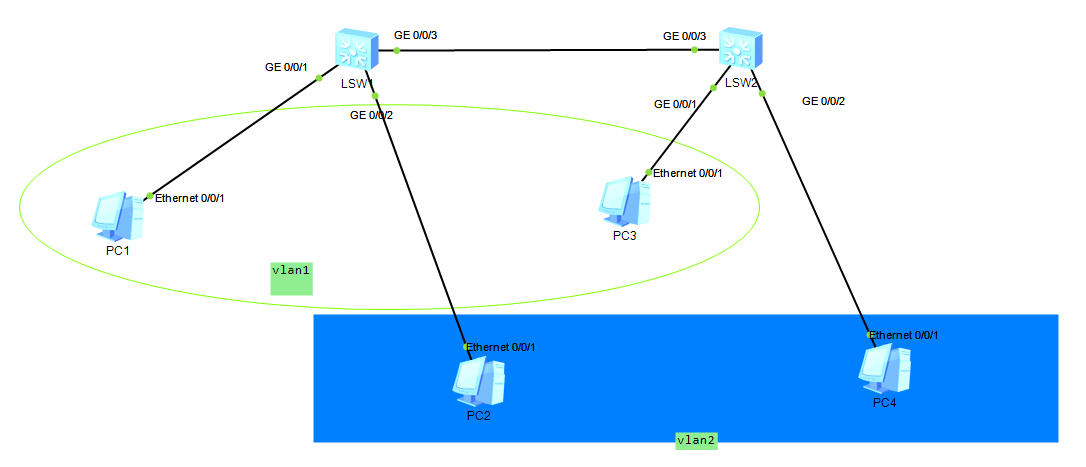 GE 0/0/3
GE 0/0/3
GE 0/0/1
LSW1
LSW2
GE 0/0/1
GE 0/0/2
GE 0/0/2
Ethernet 0/0/1
Ethernet 0/0/1
PC1
PC3
vlan1
Ethernet 0/0/1
Ethernet 0/0/1
PC2
PC4
vlan2